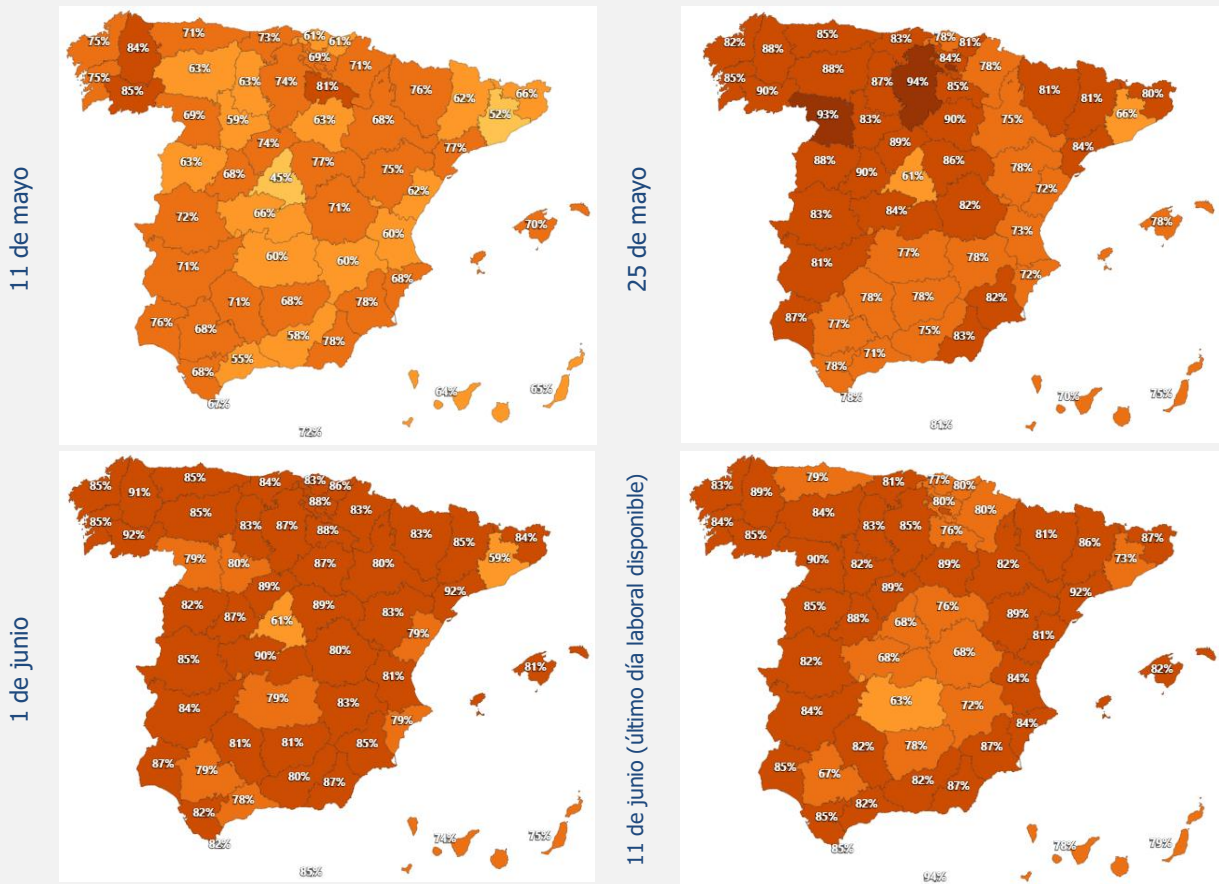 11 de mayo
71% 73% 61% 61%
75% 84% 69% 71%
63% 63% 74% 81% 76% 62% 66%
75% 85%
69% 59% 63% 68% 52%
74% 77%
63% 68% 45% 77% 75%
72% 66% 71% 62%
70%
60% 60% 60%
71% 68%
71% 68% 78%
76% 68% 58% 78%
68% 55%
67% 64% 65%
72%
25 de mayo
85% 83% 78% 81%
82% 88% 84% 78%
88% 87% 94% 85% 81% 81% 80%
85% 90%
93% 83% 90% 75% 66%
89% 84%
88% 90% 61% 86% 78%
83% 84% 82% 72%
78%
77% 78% 73%
81% 72%
78% 78% 82%
87% 77% 75% 83%
78% 71%
78% 70% 75%
81%
1 de junio
85% 84% 83% 86%
85% 91% 88% 83%
85% 83% 87% 88% 83% 85% 84%
85% 92%
79% 80% 87% 80% 59%
89% 92%
82% 87% 61% 89% 83%
85% 90% 80% 79%
81%
79% 83% 81%
84% 79%
81% 81% 85%
87% 79% 80% 87%
82% 78%
82% 74% 75%
85%
11 de junio (último día laboral disponible)
79% 81% 77% 80%
83% 89% 80% 80%
84% 83% 85% 76% 81% 86% 87%
84% 85%
90% 82% 89% 82% 73%
89% 92%
85% 88% 68% 76% 89%
82% 68% 68% 81%
82%
63% 72% 84%
84% 84%
82% 78% 87%
85% 67% 82% 87%
85% 82%
85% 78% 79%
94%